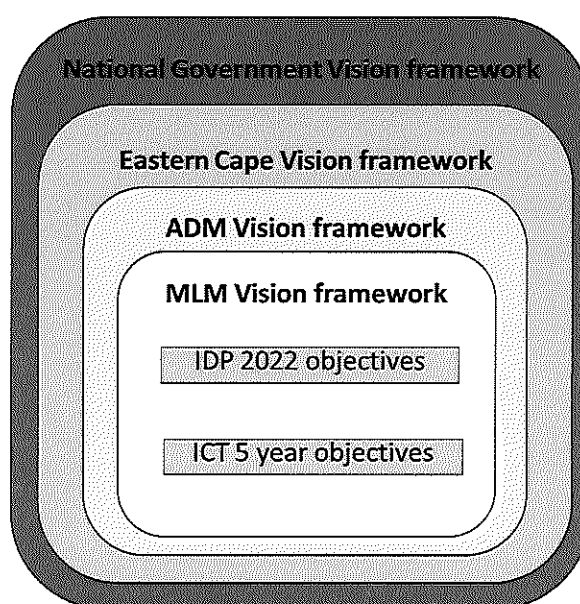 National Government Vision framework
Eastern Cape Vision framework
ADM Vision framework
MLM Vision framework
IDP 2022 objectives
ICT 5 year objectives